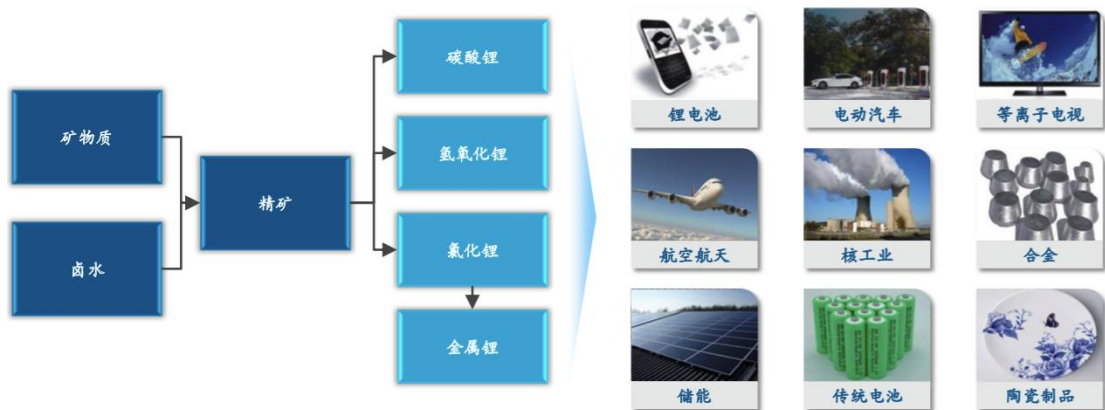 矿物质
卤水
精矿
碳酸锂
氢氧化锂
氯化锂
金属锂
锂电池
电动汽车
等离子电视
航空航天
核工业
合金
储能
传统电池
陶瓷制品